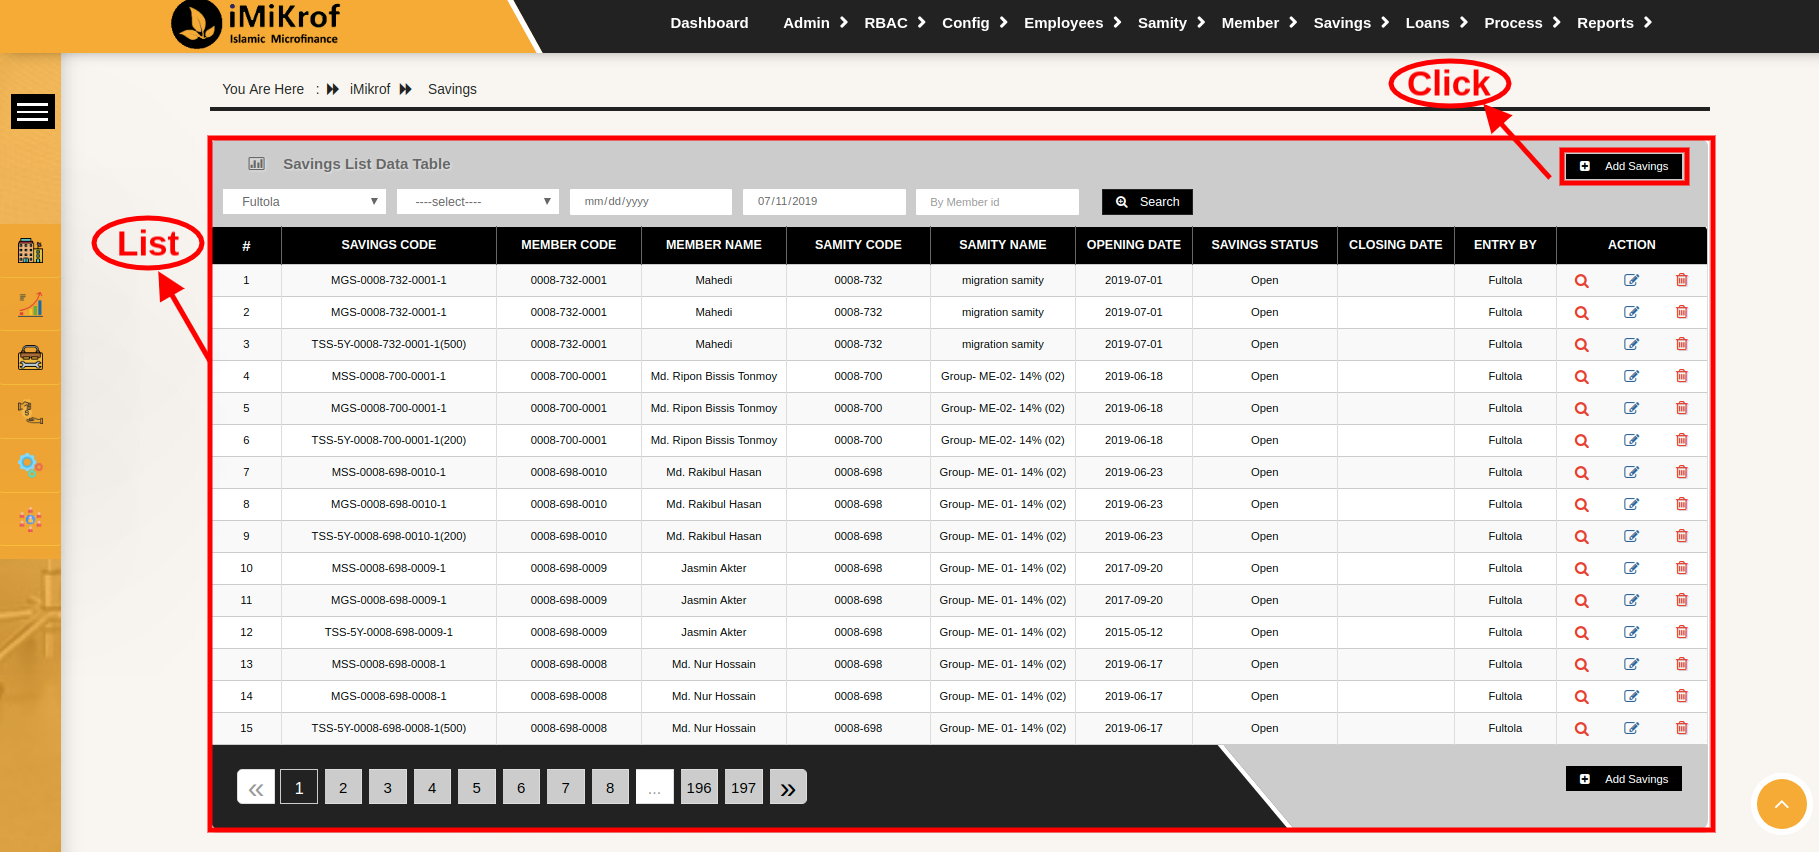 iMiKrof
Islamic Microfinance
Dashboard Admin RBAC Config Employees Samity Member Savings Loans Process Reports
You Are Here : iMikrof Savings
Click
Savings List Data Table
Add Savings
Fultola ----select---- mm/dd/yyyy 07/11/2019 By Member id Search
List
# SAVINGS CODE MEMBER CODE MEMBER NAME SAMITY CODE SAMITY NAME OPENING DATE SAVINGS STATUS CLOSING DATE ENTRY BY ACTION
1 MGS-0008-732-0001-1 0008-732-0001 Mahedi 0008-732 migration samity 2019-07-01 Open Fultola
2 MGS-0008-732-0001-1 0008-732-0001 Mahedi 0008-732 migration samity 2019-07-01 Open Fultola
3 TSS-5Y-0008-732-0001-1(500) 0008-732-0001 Mahedi 0008-732 migration samity 2019-07-01 Open Fultola
4 MSS-0008-700-0001-1 0008-700-0001 Md. Ripon Bissis Tonmoy 0008-700 Group- ME-02- 14% (02) 2019-06-18 Open Fultola
5 MGS-0008-700-0001-1 0008-700-0001 Md. Ripon Bissis Tonmoy 0008-700 Group- ME-02- 14% (02) 2019-06-18 Open Fultola
6 TSS-5Y-0008-700-0001-1(200) 0008-700-0001 Md. Ripon Bissis Tonmoy 0008-700 Group- ME-02- 14% (02) 2019-06-18 Open Fultola
7 MSS-0008-698-0010-1 0008-698-0010 Md. Rakibul Hasan 0008-698 Group- ME- 01- 14% (02) 2019-06-23 Open Fultola
8 MGS-0008-698-0010-1 0008-698-0010 Md. Rakibul Hasan 0008-698 Group- ME- 01- 14% (02) 2019-06-23 Open Fultola
9 TSS-5Y-0008-698-0010-1(200) 0008-698-0010 Md. Rakibul Hasan 0008-698 Group- ME- 01- 14% (02) 2019-06-23 Open Fultola
10 MSS-0008-698-0009-1 0008-698-0009 Jasmin Akter 0008-698 Group- ME- 01- 14% (02) 2017-09-20 Open Fultola
11 MGS-0008-698-0009-1 0008-698-0009 Jasmin Akter 0008-698 Group- ME- 01- 14% (02) 2017-09-20 Open Fultola
12 TSS-5Y-0008-698-0009-1 0008-698-0009 Jasmin Akter 0008-698 Group- ME- 01- 14% (02) 2015-05-12 Open Fultola
13 MSS-0008-698-0008-1 0008-698-0008 Md. Nur Hossain 0008-698 Group- ME- 01- 14% (02) 2019-06-17 Open Fultola
14 MGS-0008-698-0008-1 0008-698-0008 Md. Nur Hossain 0008-698 Group- ME- 01- 14% (02) 2019-06-17 Open Fultola
15 TSS-5Y-0008-698-0008-1(500) 0008-698-0008 Md. Nur Hossain 0008-698 Group- ME- 01- 14% (02) 2019-06-17 Open Fultola
« 1 2 3 4 5 6 7 8 ... 196 197 »
Add Savings